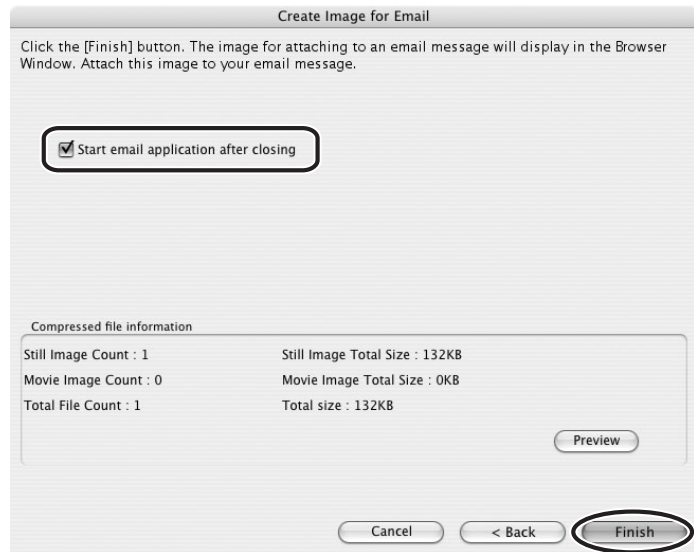 Create Image for Email
Click the [Finish] button. The image for attaching to an email message will display in the Browser
Window. Attach this image to your email message.
Start email application after closing
Compressed file information
Still Image Count : 1 Still Image Total Size : 132KB
Movie Image Count : 0 Movie Image Total Size : 0KB
Total File Count : 1 Total size : 132KB
Preview
Cancel < Back Finish